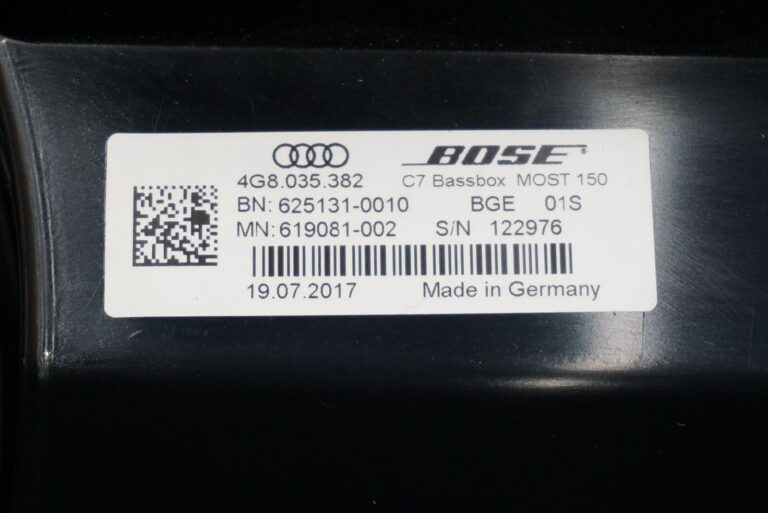 BOSE
4G8.035.382 C7 Bassbox MOST 150
BN: 625131-0010 BGE 01S
MN: 619081-002 S/N 122976
19.07.2017 Made in Germany